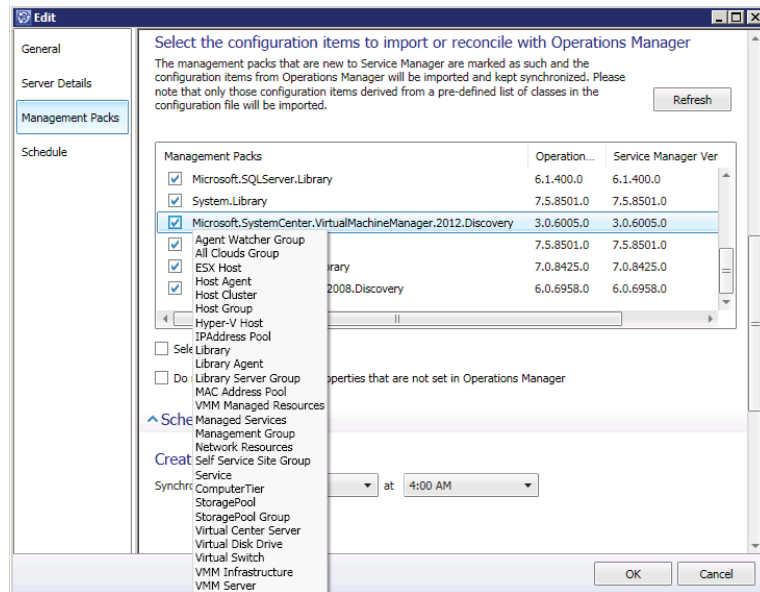 Edit
General
Server Details
Management Packs
Schedule
Select the configuration items to import or reconcile with Operations Manager
The management packs that are new to Service Manager are marked as
such and the
configuration items from Operations Manager will be imported and kept synchronized. Please
note that only those configuration items derived from a pre-defined list of classes in the
configuration file will be imported.
Refresh
Management Packs Operation... Service Manager Ver
Microsoft.SQLServer.Library 6.1.400.0 6.1.400.0
System.Library 7.5.8501.0 7.5.8501.0
Microsoft.SystemCenter.VirtualMachineManager.2012.Discovery 3.0.6005.0 3.0.6005.0
7.5.8501.0 7.5.8501.0
rary 7.0.8425.0 7.0.8425.0
2008.Discovery 6.0.6958.0 6.0.6958.0
Agent Watcher Group
All Clouds Group
ESX Host
Host Agent
Host Cluster
Host Group
Hyper-V Host
IPAddress Pool
Library
Library Agent
Library Server Group
MAC Address Pool
VMM Managed Resources
Managed Services
Management Group
Network Resources
Self Service Site Group
Service
ComputerTier
StoragePool
StoragePool Group
Virtual Center Server
Virtual Disk Drive
Virtual Switch
VMM Infrastructure
VMM Server
Sele
Do operties that are not set in Operations Manager
Sche
Creat
Synchr at 4:00 AM
OK Cancel